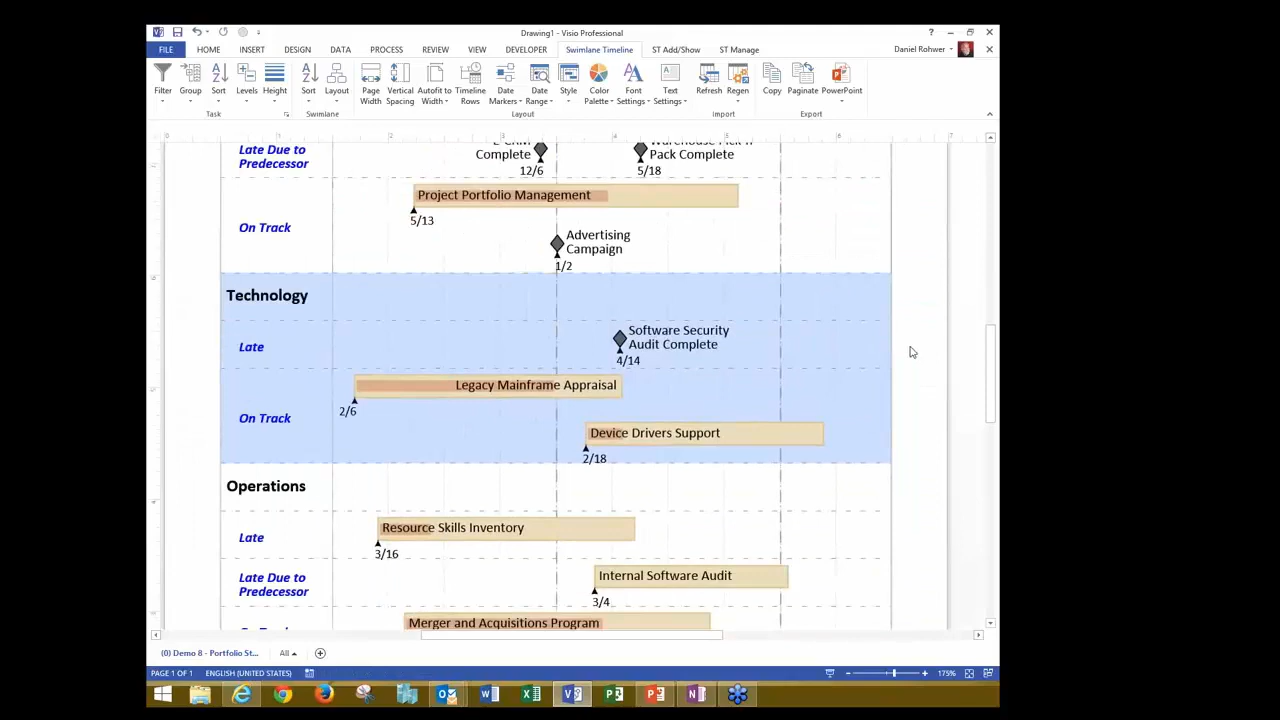 Drawing1 - Visio Professional
FILE HOME INSERT DESIGN DATA PROCESS REVIEW VIEW DEVELOPER Swimlane Timeline ST Add/Show ST Manage Daniel Rohwer
Filter Group Sort Levels Height Sort Layout Page Width Vertical Spacing Autofit to Width Timeline Rows Date Markers Date Range Style Color Palette Font Settings Text Settings Refresh Regen Copy Paginate PowerPoint
Task Swimlane Layout Import Export
Late Due to
Predecessor
Complete
12/6
Pack Complete
5/18
On Track
Project Portfolio Management
5/13
Advertising
Campaign
1/2
Technology
Late
Software Security
Audit Complete
4/14
On Track
Legacy Mainframe Appraisal
2/6
Device Drivers Support
2/18
Operations
Late
Resource Skills Inventory
3/16
Late Due to
Predecessor
Internal Software Audit
3/4
Merger and Acquisitions Program
(0) Demo 8 - Portfolio St... All
PAGE 1 OF 1 ENGLISH (UNITED STATES) 175%